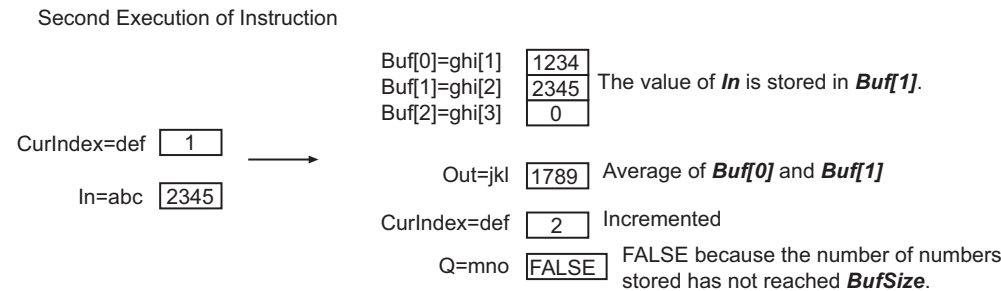 Second Execution of Instruction
Buf[0]=ghi[1] 1234
Buf[1]=ghi[2] 2345 The value of In is stored in Buf[1].
Buf[2]=ghi[3] 0
CurIndex=def 1
In=abc 2345
Out=jkl 1789 Average of Buf[0] and Buf[1]
CurIndex=def 2 Incremented
Q=mno FALSE FALSE because the number of numbers
stored has not reached BufSize.